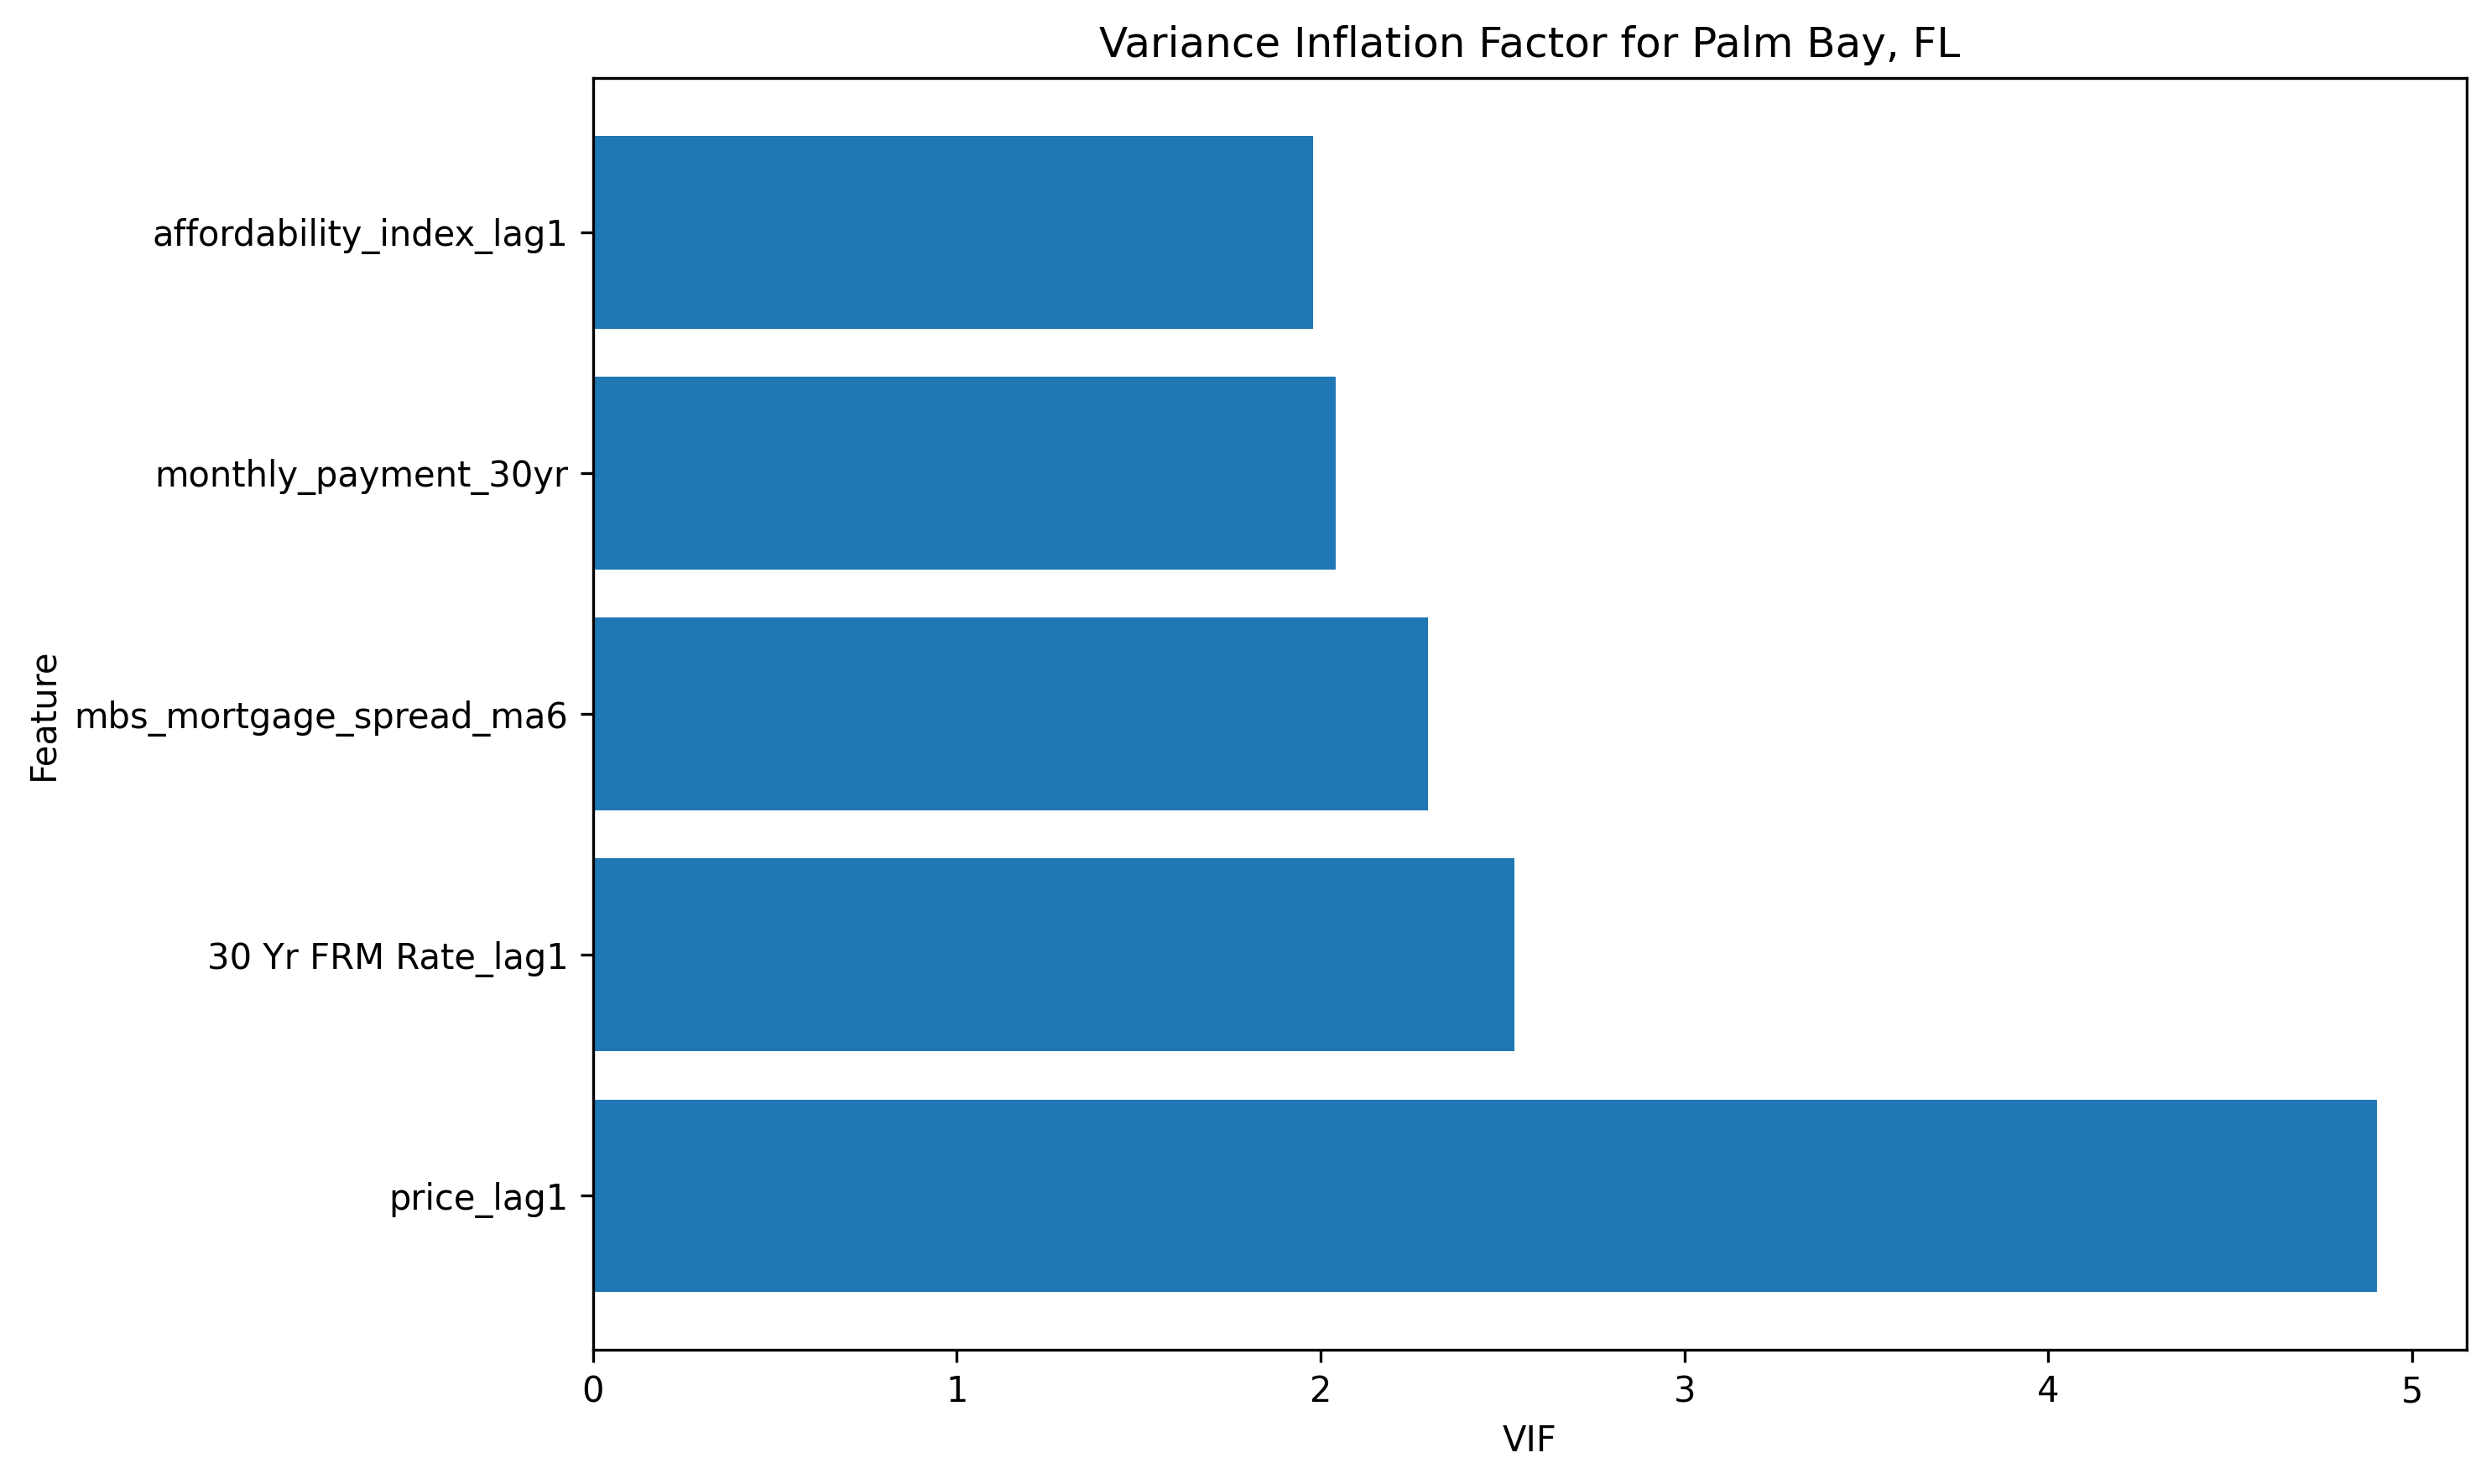 Variance Inflation Factor for Palm Bay, FL
affordability_index_lag1
monthly_payment_30yr
mbs_mortgage_spread_ma6
30 Yr FRM Rate_lag1
price_lag1
Feature
0 1 2 3 4 5
VIF